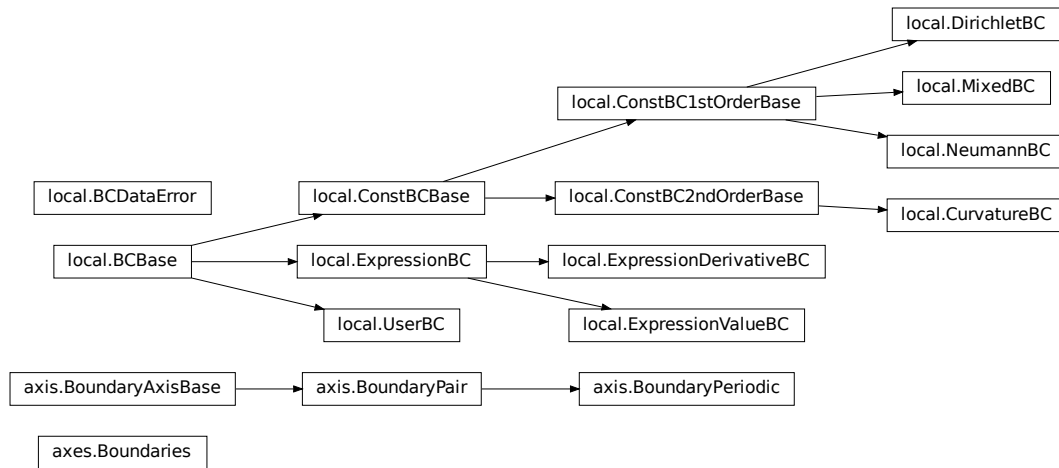 local.DirichletBC
local.MixedBC
local.ConstBC1stOrderBase
local.NeumannBC
local.BCDataError
local.ConstBCBase
local.ConstBC2ndOrderBase
local.CurvatureBC
local.BCBase
local.ExpressionBC
local.ExpressionDerivativeBC
local.UserBC
local.ExpressionValueBC
axis.BoundaryAxisBase
axis.BoundaryPair
axis.BoundaryPeriodic
axes.Boundaries